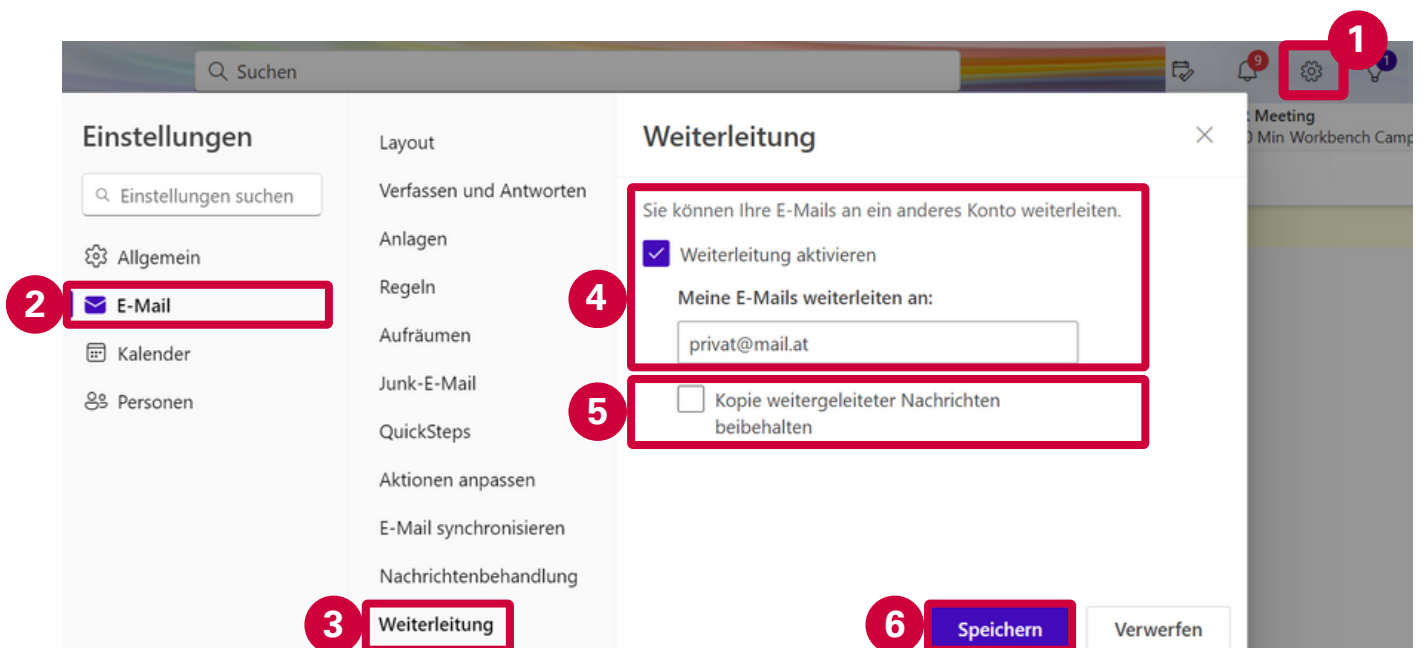 1
Suchen
9
1
Meeting
Min Workbench Camp
Einstellungen
Einstellungen suchen
Allgemein
2
E-Mail
Kalender
Personen
Layout
Verfassen und Antworten
Anlagen
Regeln
Aufräumen
Junk-E-Mail
QuickSteps
Aktionen anpassen
E-Mail synchronisieren
Nachrichtenbehandlung
3
Weiterleitung
Weiterleitung
4
Sie können Ihre E-Mails an ein anderes Konto weiterleiten.
Weiterleitung aktivieren
Meine E-Mails weiterleiten an:
privat@mail.at
5
Kopie weitergeleiteter Nachrichten
beibehalten
6
Speichern
Verwerfen